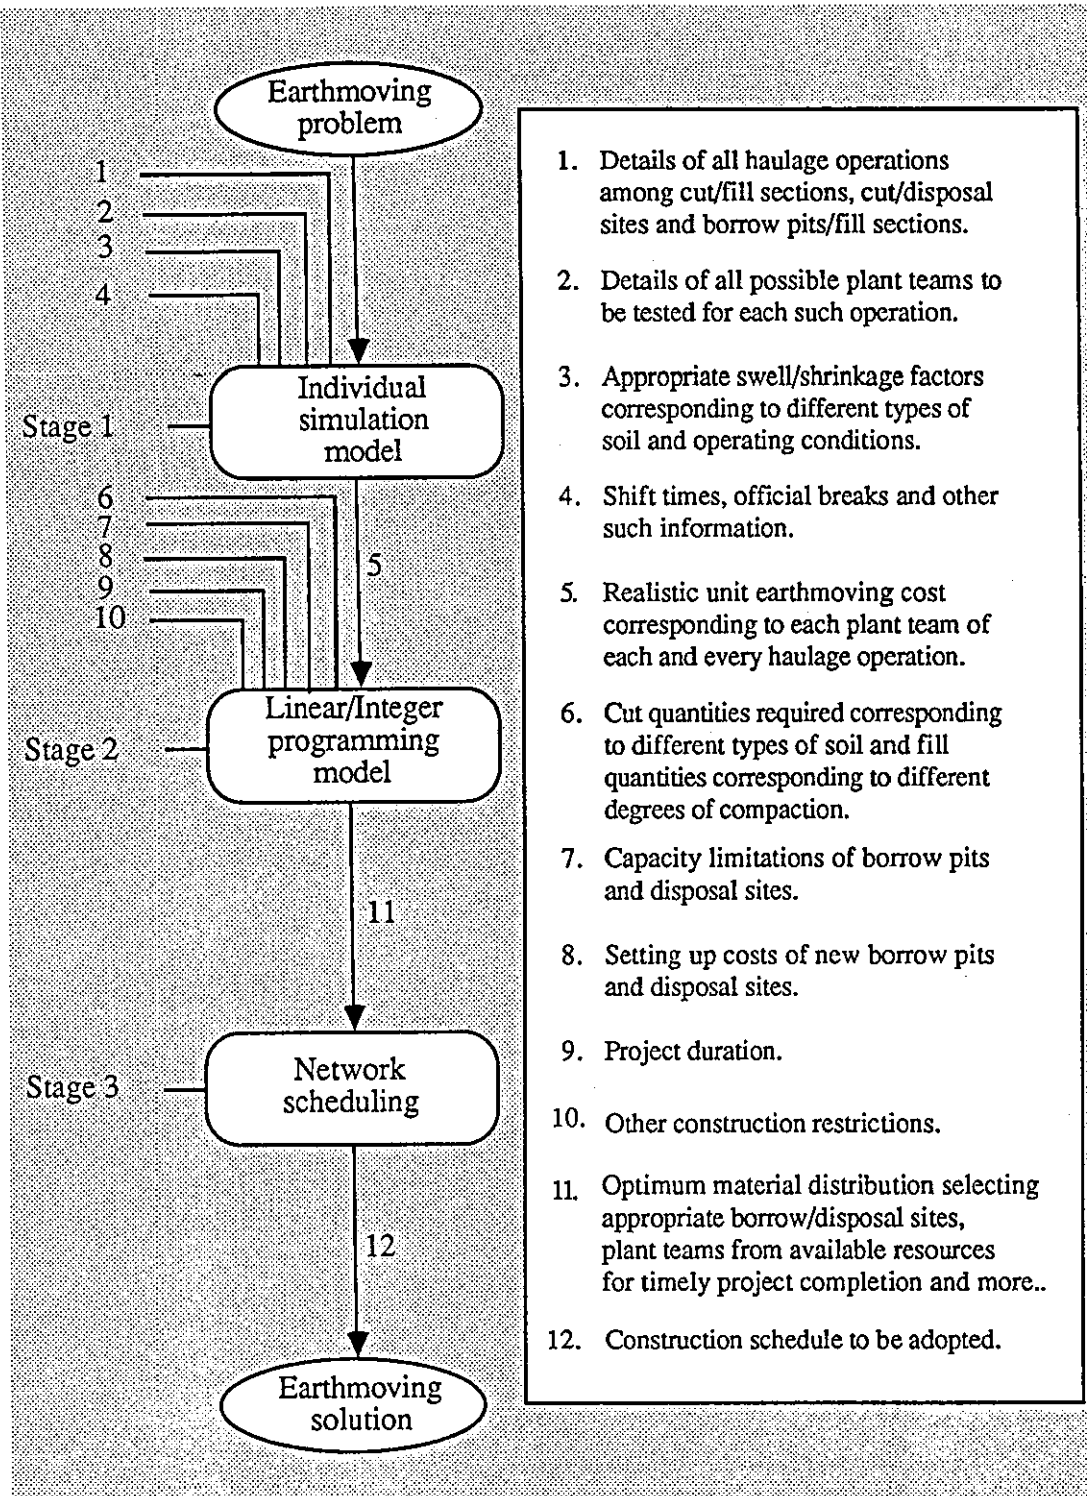 Earthmoving
problem
1
2
3
4
Individual
simulation
model
Stage 1
6
7
8
9
10
5
Linear/Integer
programming
model
Stage 2
11
Network
scheduling
Stage 3
12
Earthmoving
solution
1. Details of all haulage operations
among cut/fill sections, cut/disposal
sites and borrow pits/fill sections.
2. Details of all possible plant teams to
be tested for each such operation.
3. Appropriate swell/shrinkage factors
corresponding to different types of
soil and operating conditions.
4. Shift times, official breaks and other
such information.
5. Realistic unit earthmoving cost
corresponding to each plant team of
each and every haulage operation.
6. Cut quantities required corresponding
to different types of soil and fill
quantities corresponding to different
degrees of compaction.
7. Capacity limitations of borrow pits
and disposal sites.
8. Setting up costs of new borrow pits
and disposal sites.
9. Project duration.
10. Other construction restrictions.
11. Optimum material distribution selecting
appropriate borrow/disposal sites,
plant teams from available resources
for timely project completion and more..
12. Construction schedule to be adopted.